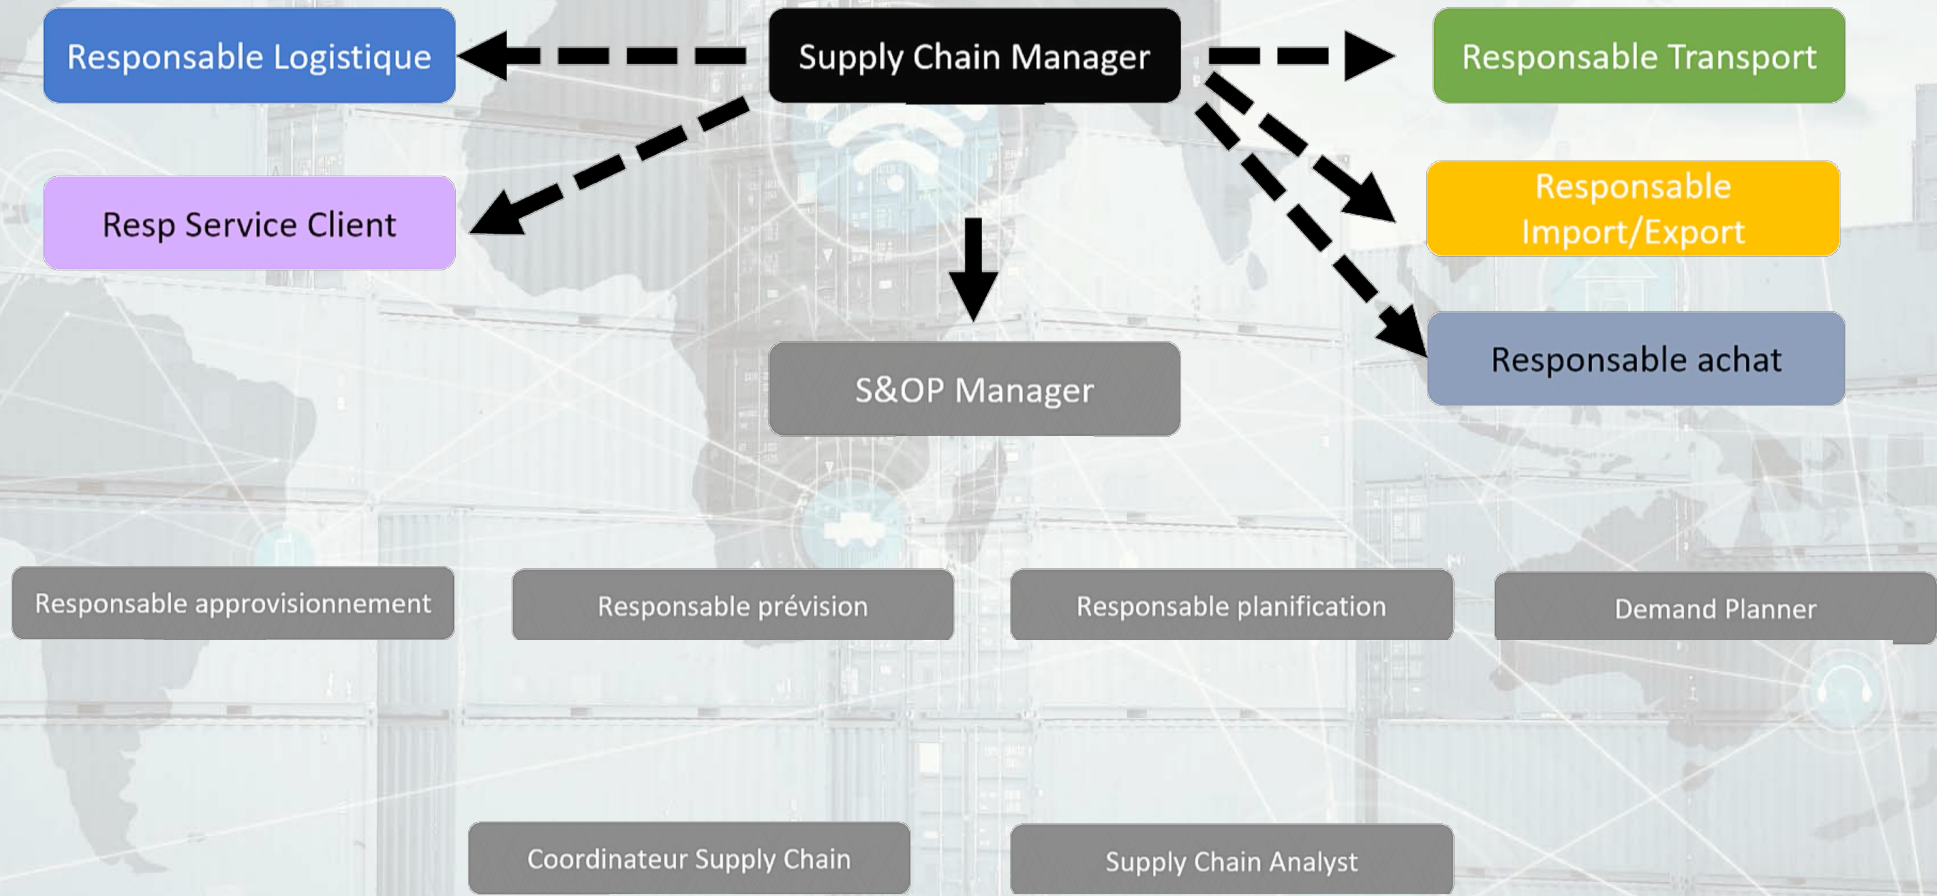 Responsable Logistique
Supply Chain Manager
Responsable Transport
Resp Service Client
Responsable
Import/Export
Responsable achat
S&OP Manager
Responsable approvisionnement
Responsable prévision
Responsable planification
Demand Planner
Coordinateur Supply Chain
Supply Chain Analyst